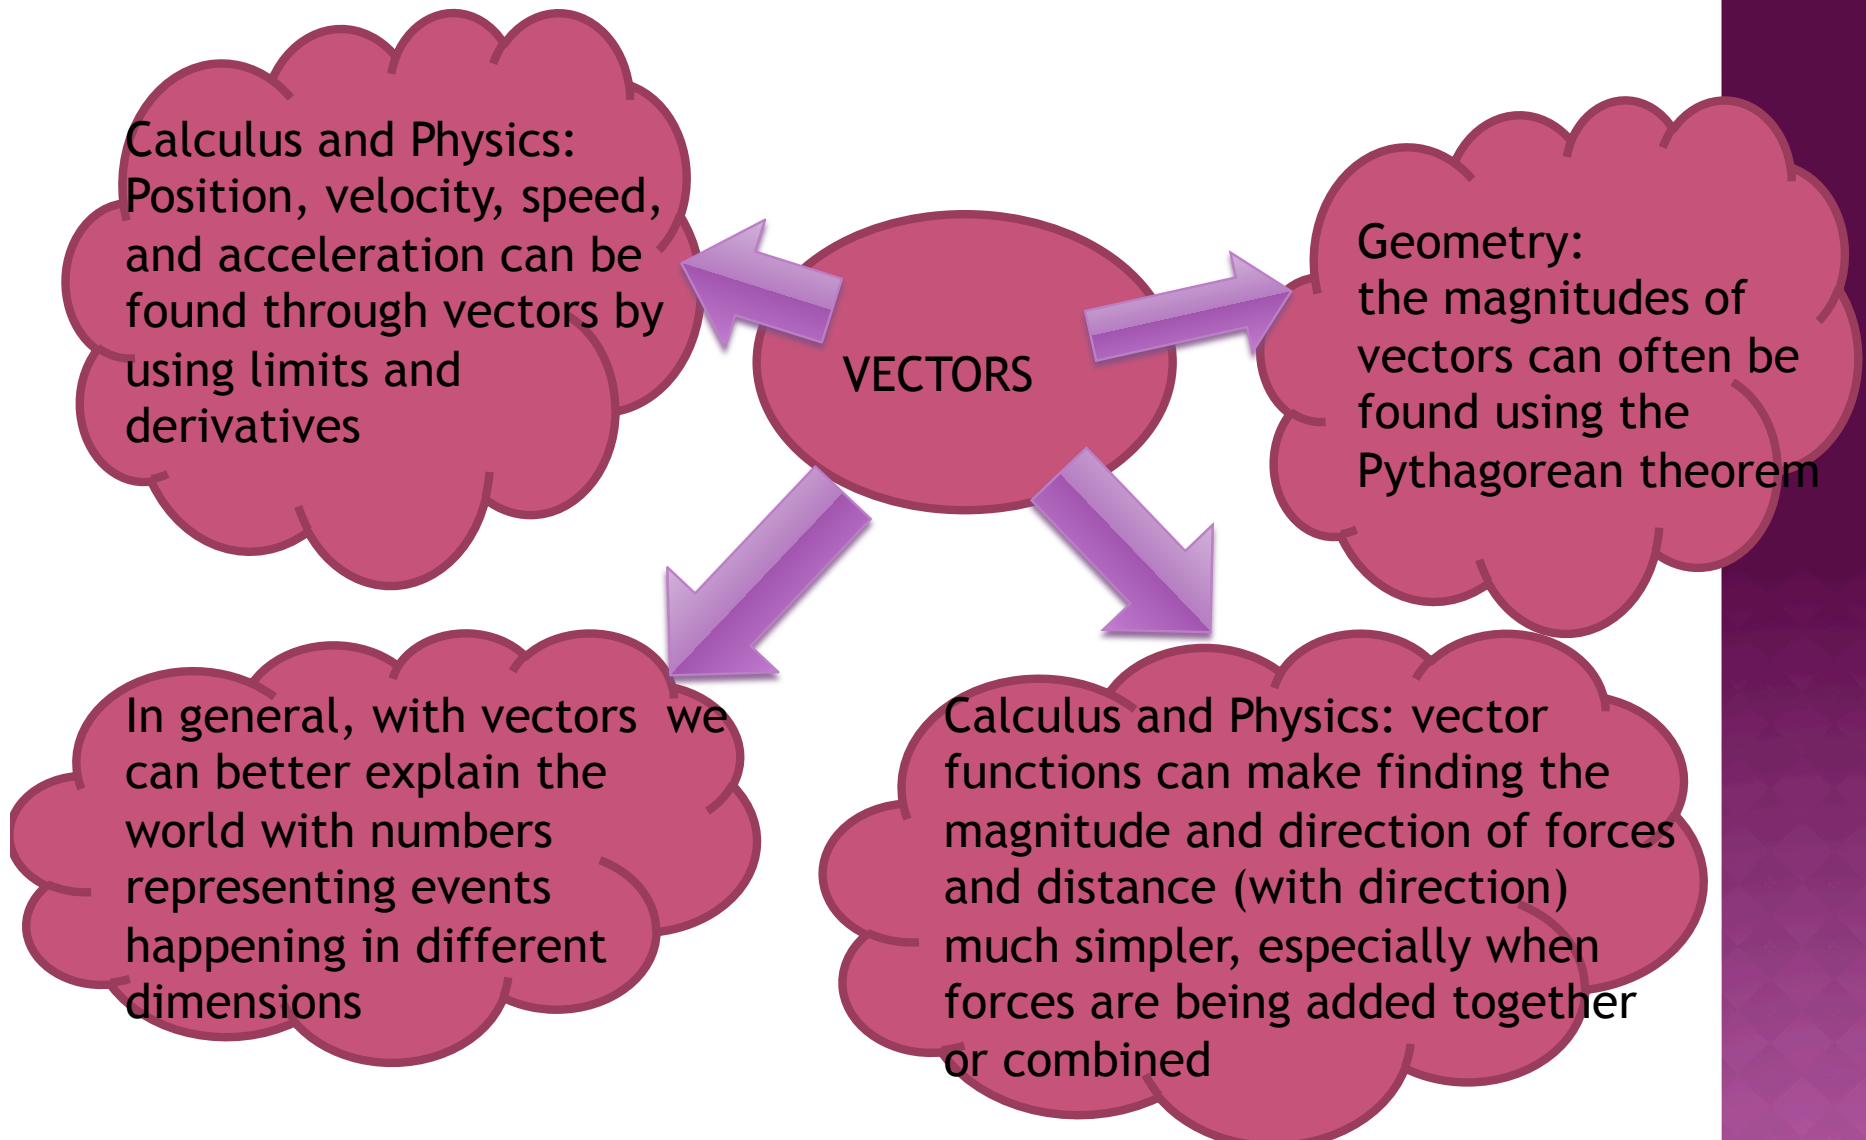 Calculus and Physics:
Position, velocity, speed,
and acceleration can be
found through vectors by
using limits and
derivatives
VECTORS
Geometry:
the magnitudes of
vectors can often be
found using the
Pythagorean theorem
In general, with vectors  we
can better explain the
world with numbers
representing events
happening in different
dimensions
Calculus and Physics: vector
functions can make finding the
magnitude and direction of forces
and distance (with direction)
much simpler, especially when
forces are being added together
or combined